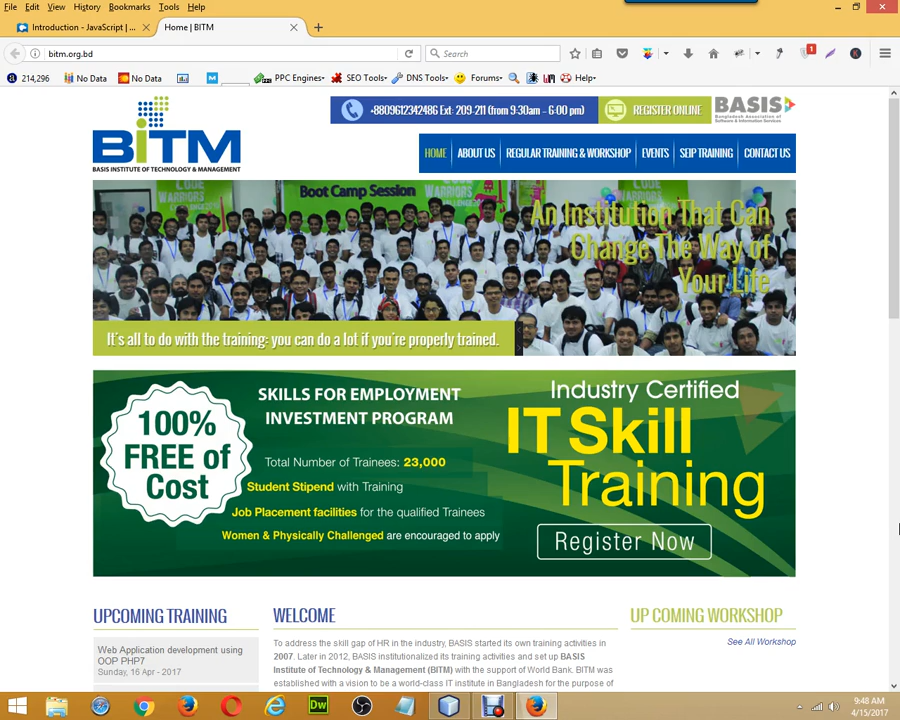 File Edit View History Bookmarks Tools Help
Introduction - JavaScript | ... × Home | BITM × +
bitm.org.bd Search
1
214,296 No Data No Data PPC Engines SEO Tools DNS Tools Forums Help
+8809612342486 Ext: 209-211 (from 9:30am - 6:00 pm) REGISTER ONLINE BASIS
Bangladesh Association of
Software & Information Services
BiTM
BASIS INSTITUTE OF TECHNOLOGY & MANAGEMENT
HOME ABOUT US REGULAR TRAINING & WORKSHOP EVENTS SEIP TRAINING CONTACT US
Boot Camp Session
CODE
WARRIORS
An Institution That Can
Change The Way of
Your Life
It's all to do with the training: you can do a lot if you're properly trained.
100%
FREE of
Cost
SKILLS FOR EMPLOYMENT
INVESTMENT PROGRAM
Total Number of Trainees: 23,000
Student Stipend with Training
Job Placement facilities for the qualified Trainees
Women & Physically Challenged are encouraged to apply
Industry Certified
IT Skill
Training
Register Now
UPCOMING TRAINING
Web Application development using
OOP PHP7
Sunday, 16 Apr - 2017
WELCOME
To address the skill gap of HR in the industry, BASIS started its own training activities in
2007. Later in 2012, BASIS institutionalized its training activities and set up BASIS
Institute of Technology & Management (BITM) with the support of World Bank. BITM was
established with a vision to be a world-class IT institute in Bangladesh for the purpose of
UP COMING WORKSHOP
See All Workshop
Dw
9:48 AM
4/15/2017